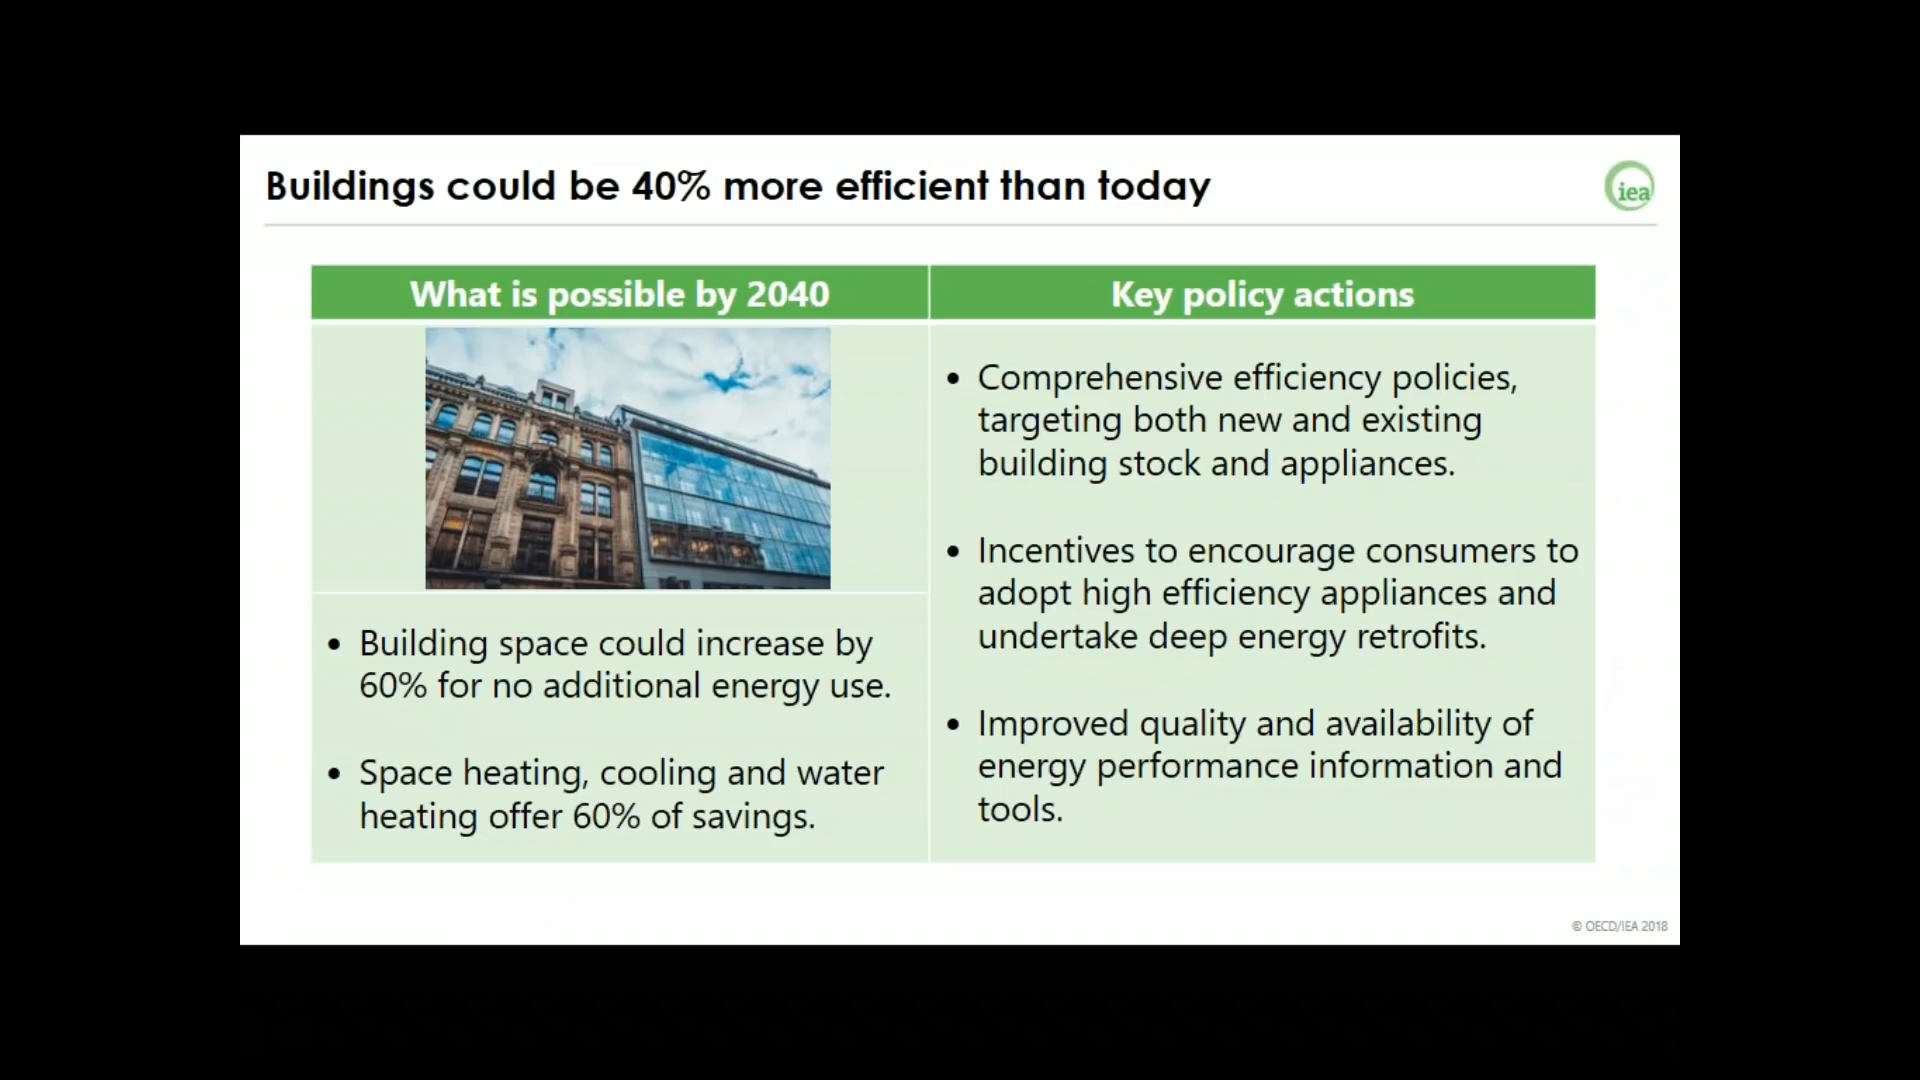 Buildings could be 40% more efficient than today
iea
What is possible by 2040
Key policy actions
• Building space could increase by
60% for no additional energy use.
• Space heating, cooling and water
heating offer 60% of savings.
• Comprehensive efficiency policies,
targeting both new and existing
building stock and appliances.
• Incentives to encourage consumers to
adopt high efficiency appliances and
undertake deep energy retrofits.
• Improved quality and availability of
energy performance information and
tools.
© OECD/IEA 2018